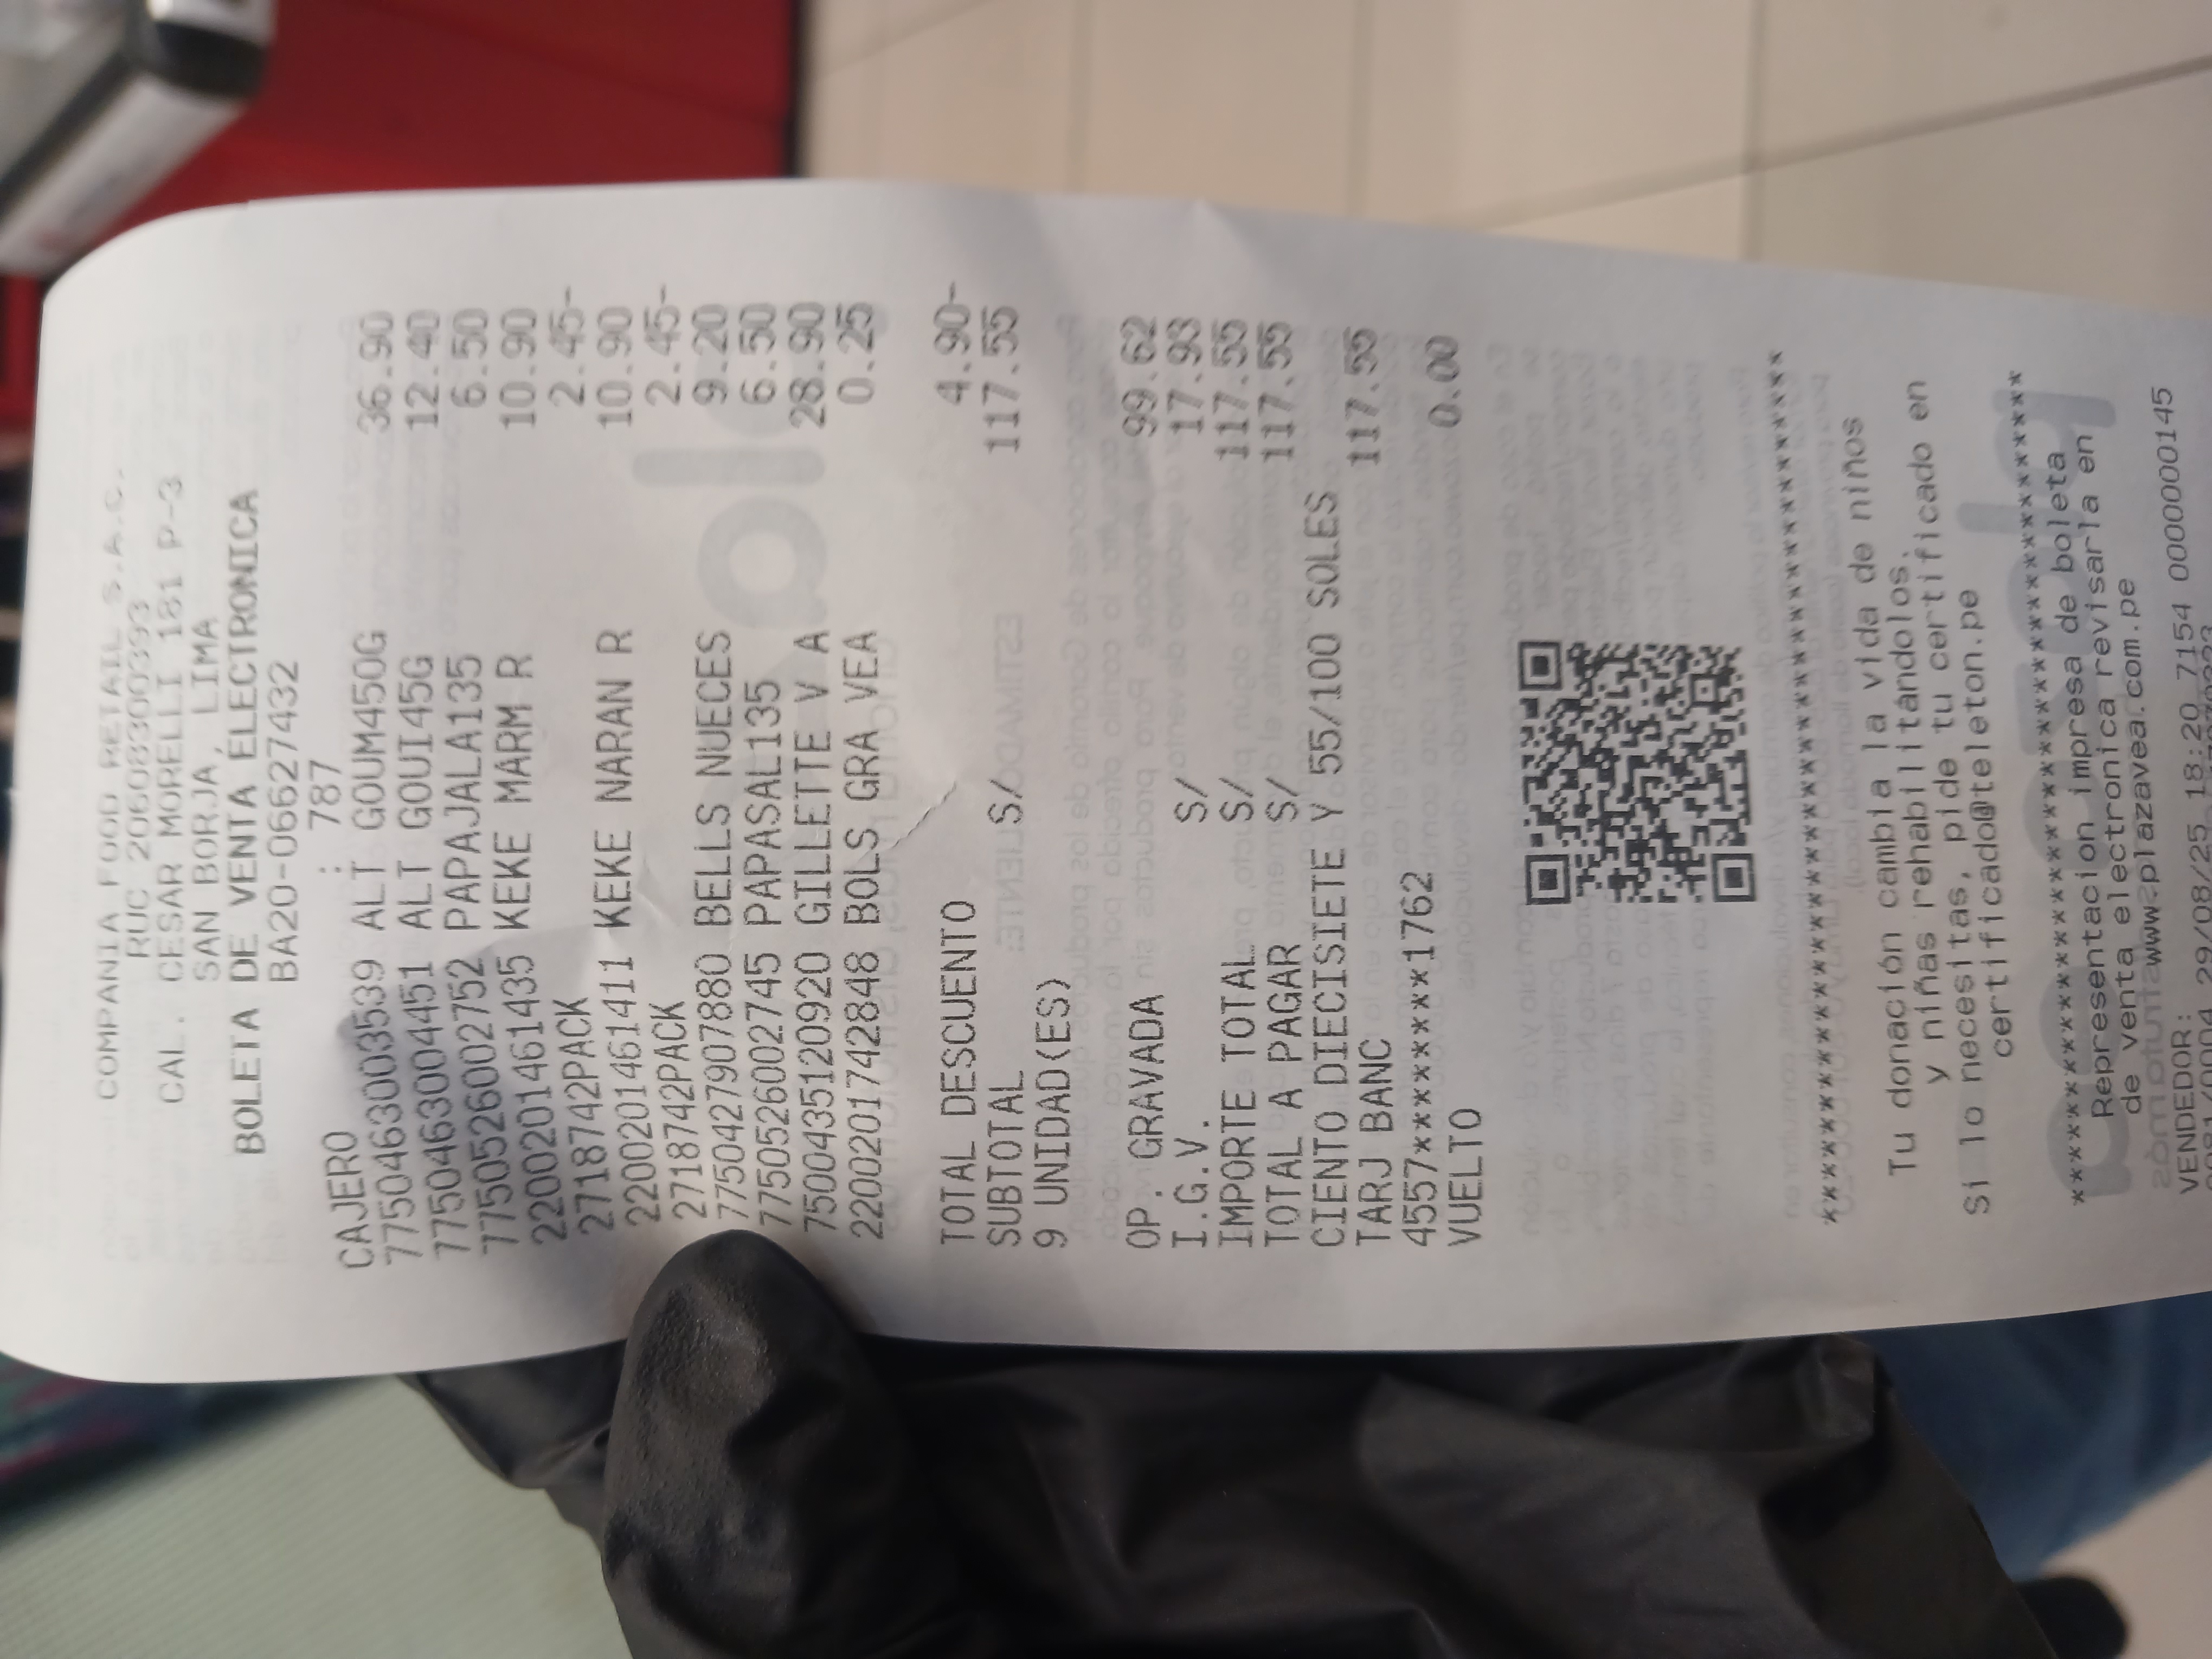 COMPANIA FOOD RETAIL S.A.C.
RUC 20608300393
CAL. CESAR MORELLI 181 P-3
SAN BORJA, LIMA
BOLETA DE VENTA ELECTRONICA
BA20-06627432
CAJERO : 787
7750463003539 ALT GOUM450G 36.90
7750463004451 ALT GOUI45G 12.40
7750526002752 PAPAJALA135 6.50
2200201461435 KEKE MARM R 10.90
2718742PACK 2.45-
2200201461411 KEKE NARAN R 10.90
2718742PACK 2.45-
7750427907880 BELLS NUECES 9.20
7750526002745 PAPASAL135 6.50
7500435120920 GILLETTE V A 28.90
2200201742848 BOLS GRA VEA 0.25
TOTAL DESCUENTO 4.90-
SUBTOTAL S/ 117.55
9 UNIDAD(ES)
OP. GRAVADA 99.62
I.G.V. S/ 17.93
IMPORTE TOTAL S/ 117.55
TOTAL A PAGAR S/ 117.55
CIENTO DIECISIETE Y 55/100 SOLES
TARJ BANC 117.55
4557********1762
VUELTO 0.00
****************************************
Tu donación cambia la vida de niños
y niñas rehabilitándolos.
Si lo necesitas, pide tu certificado en
certificado@teleton.pe
****************************************
Representacion impresa de boleta
de venta electronica revisarla en
www.plazavea.com.pe
VENDEDOR:
0081/0004 29/08/25 18:20 7154 0000000145